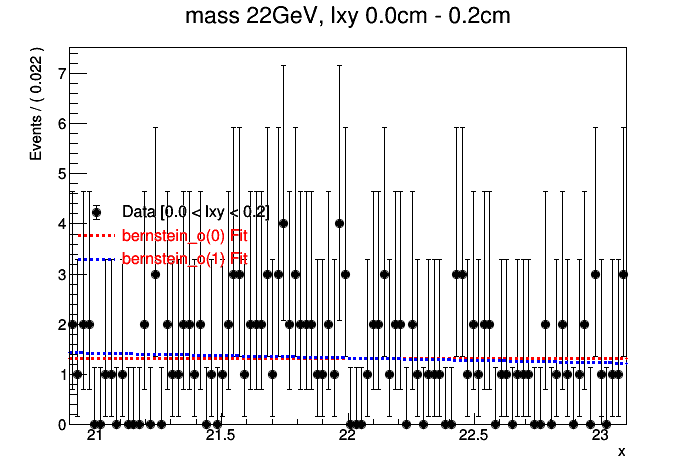 mass 22GeV, lxy 0.0cm - 0.2cm
Events / ( 0.022 )
7
6
5
4
3
2
1
0
Data [0.0 < lxy < 0.2]
bernstein_o(0) Fit
bernstein_o(1) Fit
21
21.5
22
22.5
23
x